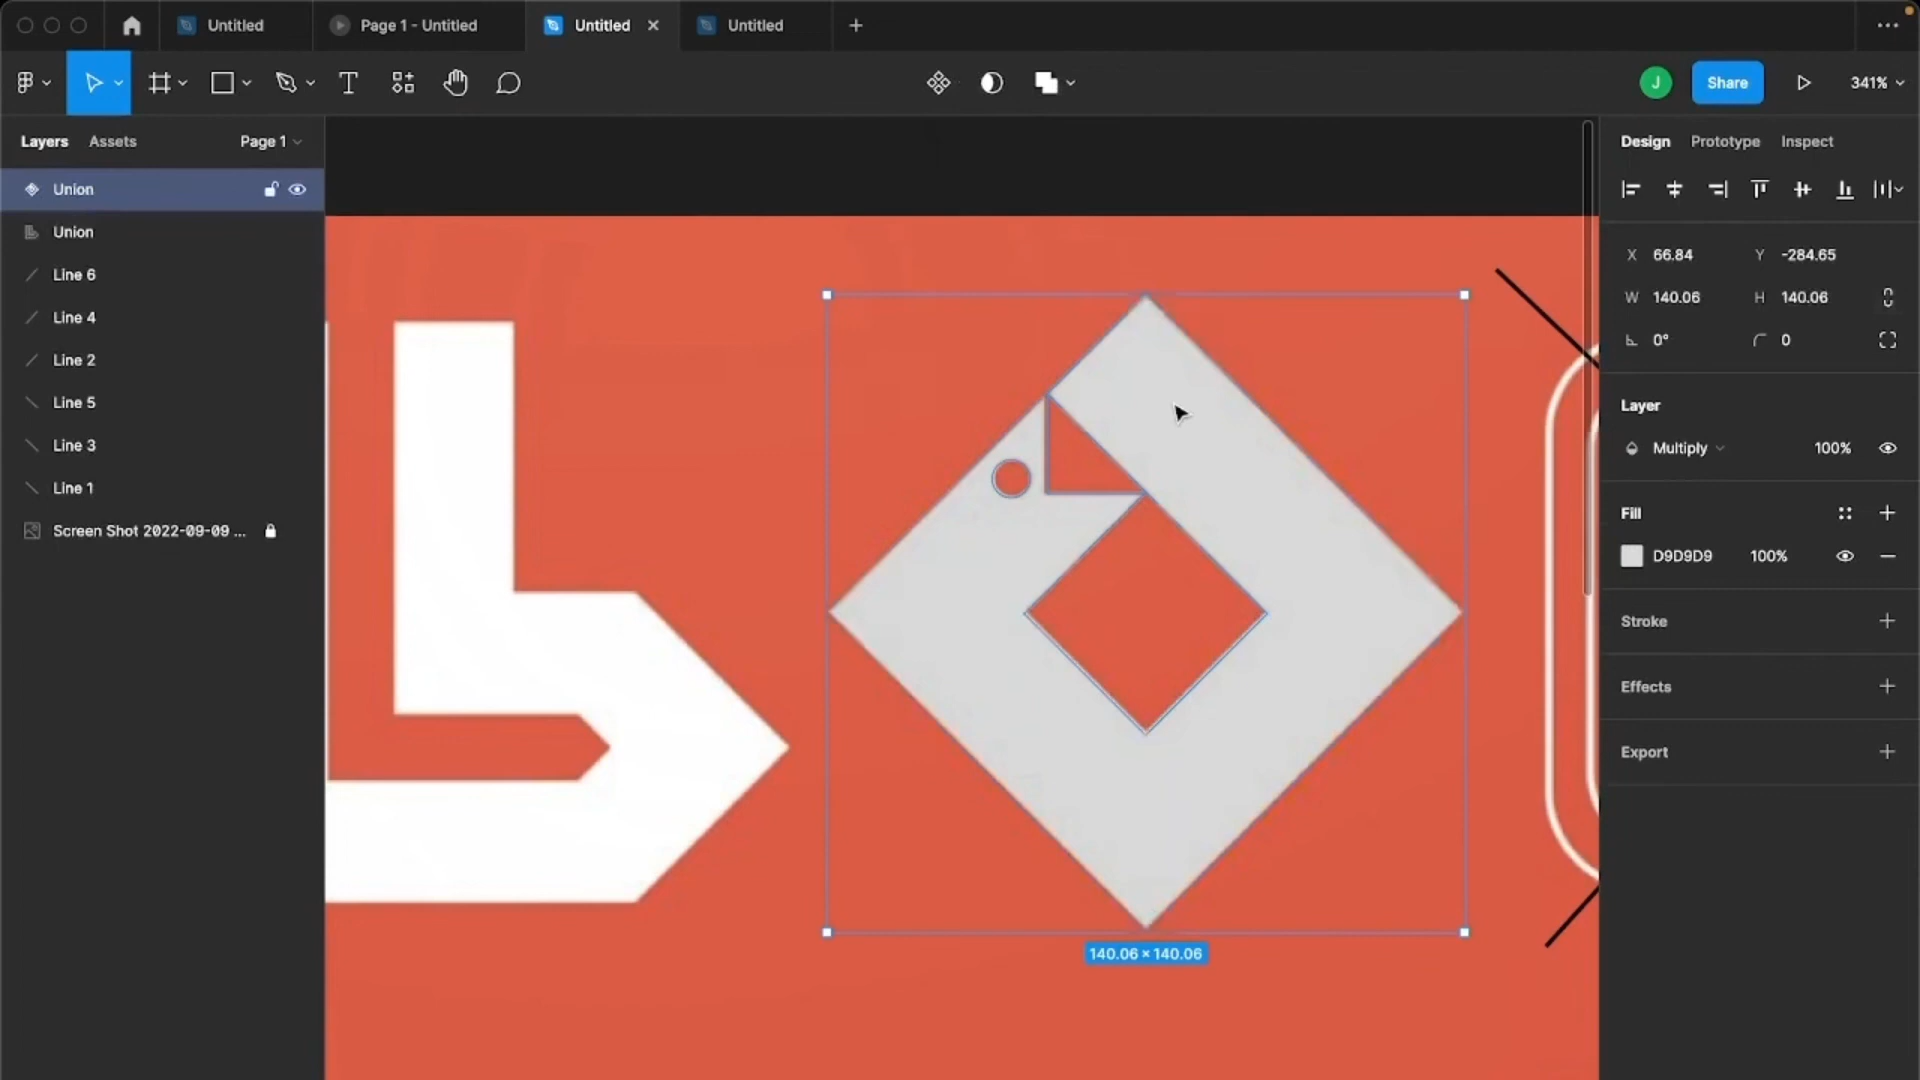 Untitled
Page 1 - Untitled
Untitled
Untitled
J
Share
341%
Layers
Assets
Page 1
Union
Union
Line 6
Line 4
Line 2
Line 5
Line 3
Line 1
Screen Shot 2022-09-09 ...
140.06 × 140.06
Design
Prototype
Inspect
X 66.84
Y -284.65
W 140.06
H 140.06
0°
0
Layer
Multiply
100%
Fill
D9D9D9
100%
Stroke
Effects
Export